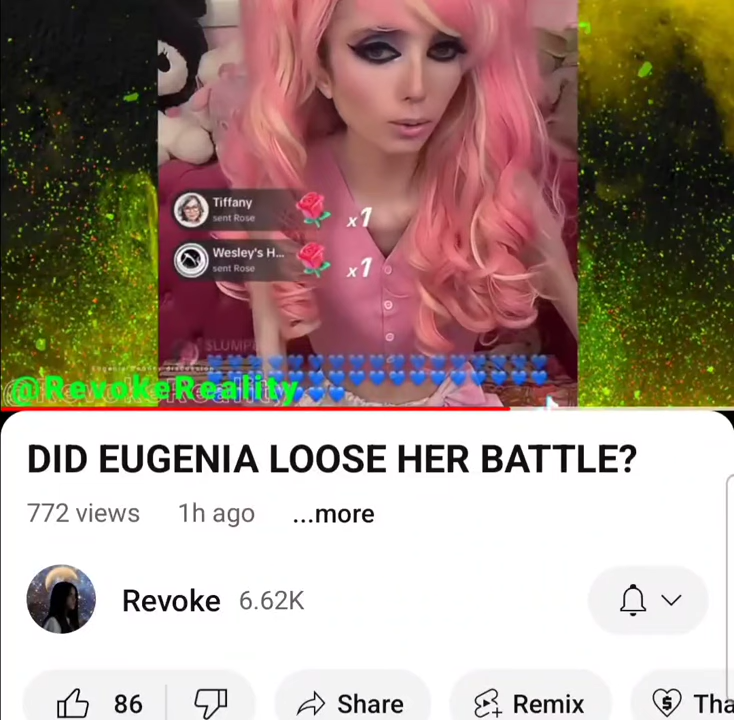 Tiffany
sent Rose
x1
Wesley's H...
sent Rose
x1
$LUMP
@RevokeReality
DID EUGENIA LOOSE HER BATTLE?
772 views 1h ago ...more
Revoke 6.62K
86 Share Remix Tha